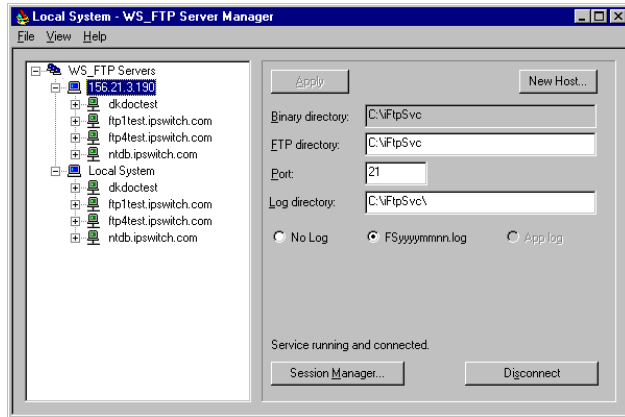 Local System - WS_FTP Server Manager
File View Help
WS_FTP Servers
156.21.3.190
dkdoctest
ftp1test.ipswitch.com
ftp4test.ipswitch.com
ntdb.ipswitch.com
Local System
dkdoctest
ftp1test.ipswitch.com
ftp4test.ipswitch.com
ntdb.ipswitch.com
Apply New Host...
Binary directory: C:\iFtpSvc
FTP directory: C:\iFtpSvc
Port: 21
Log directory: C:\iFtpSvc\
No Log FSyyyymmnn.log App log
Service running and connected.
Session Manager... Disconnect